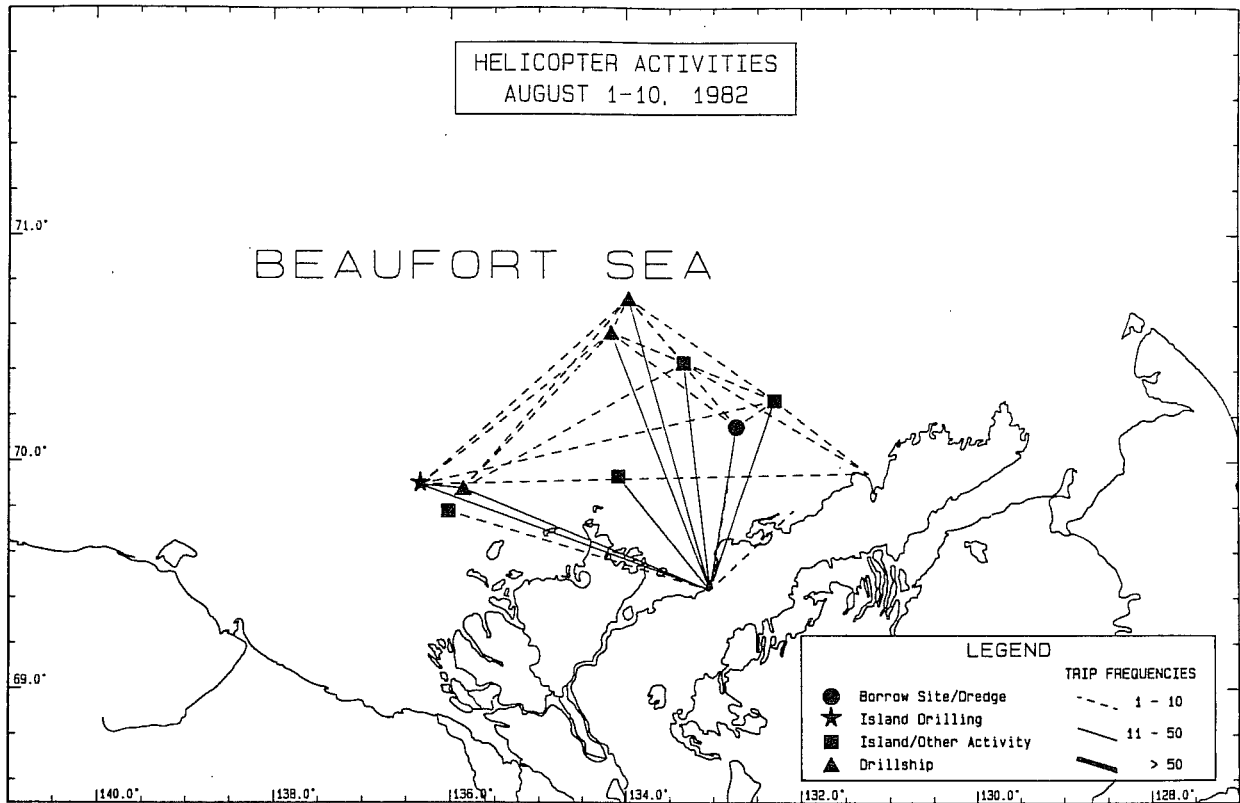 HELICOPTER ACTIVITIES
AUGUST 1-10, 1982
71.0°
BEAUFORT SEA
70.0°
69.0°
LEGEND
TRIP FREQUENCIES
Borrow Site/Dredge
1 - 10
Island Drilling
11 - 50
Island/Other Activity
> 50
Drillship
140.0°
138.0°
136.0°
134.0°
132.0°
130.0°
128.0°